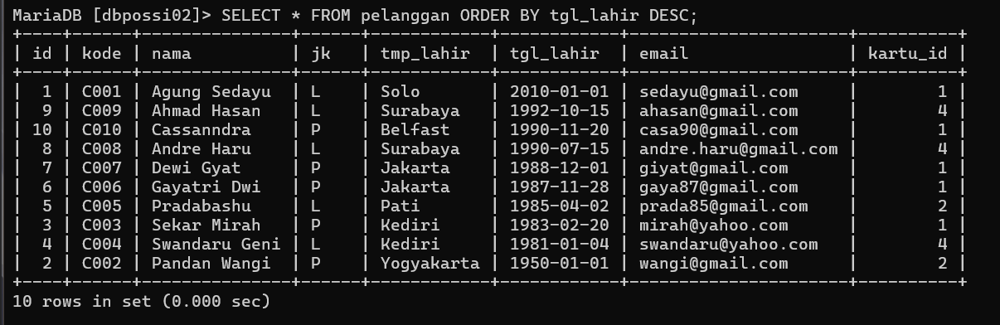 MariaDB [dbpossi02]> SELECT * FROM pelanggan ORDER BY tgl_lahir DESC;
+----+------+---------------+------+------------+------------+----------------------+----------+
| id | kode | nama          | jk   | tmp_lahir  | tgl_lahir  | email                | kartu_id |
+----+------+---------------+------+------------+------------+----------------------+----------+
|  1 | C001 | Agung Sedayu  | L    | Solo       | 2010-01-01 | sedayu@gmail.com     |        1 |
|  9 | C009 | Ahmad Hasan   | L    | Surabaya   | 1992-10-15 | ahasan@gmail.com     |        4 |
| 10 | C010 | Cassanndra    | P    | Belfast    | 1990-11-20 | casa90@gmail.com     |        1 |
|  8 | C008 | Andre Haru    | L    | Surabaya   | 1990-07-15 | andre.haru@gmail.com |        4 |
|  7 | C007 | Dewi Gyat     | P    | Jakarta    | 1988-12-01 | giyat@gmail.com      |        1 |
|  6 | C006 | Gayatri Dwi   | P    | Jakarta    | 1987-11-28 | gaya87@gmail.com     |        1 |
|  5 | C005 | Pradabashu    | L    | Pati       | 1985-04-02 | prada85@gmail.com    |        2 |
|  3 | C003 | Sekar Mirah   | P    | Kediri     | 1983-02-20 | mirah@yahoo.com      |        1 |
|  4 | C004 | Swandaru Geni | L    | Kediri     | 1981-01-04 | swandaru@yahoo.com   |        4 |
|  2 | C002 | Pandan Wangi  | P    | Yogyakarta | 1950-01-01 | wangi@gmail.com      |        2 |
+----+------+---------------+------+------------+------------+----------------------+----------+
10 rows in set (0.000 sec)